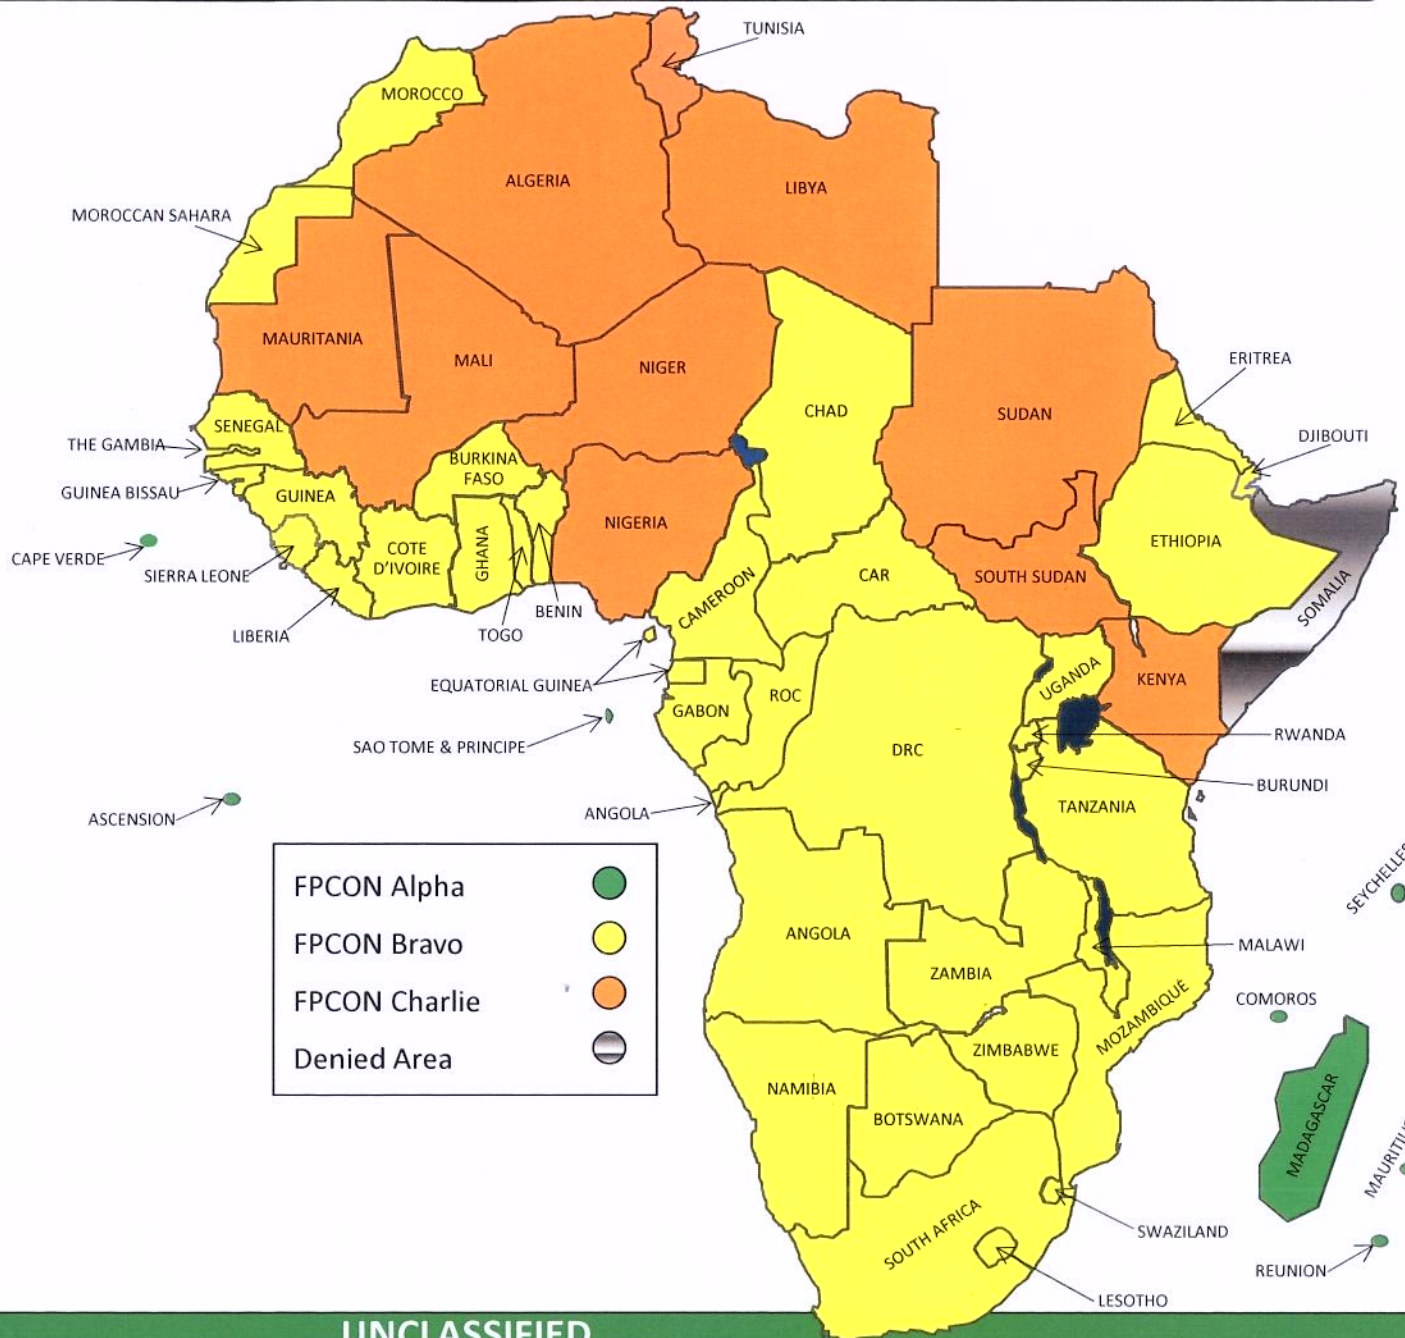 TUNISIA
MOROCCO
ALGERIA
LIBYA
MOROCCAN SAHARA
MAURITANIA
MALI
NIGER
ERITREA
CHAD
SUDAN
SENEGAL
DJIBOUTI
THE GAMBIA
BURKINA
FASO
GUINEA BISSAU
GUINEA
NIGERIA
ETHIOPIA
CAPE VERDE
SIERRA LEONE
COTE
D'IVOIRE
GHANA
CAR
SOUTH SUDAN
SOMALIA
CAMEROON
BENIN
LIBERIA
TOGO
EQUATORIAL GUINEA
UGANDA
KENYA
ROC
GABON
SAO TOME & PRINCIPE
DRC
RWANDA
BURUNDI
ASCENSION
ANGOLA
TANZANIA
SEYCHELLES
FPCON Alpha
FPCON Bravo
FPCON Charlie
Denied Area
ANGOLA
MALAWI
ZAMBIA
COMOROS
MOZAMBIQUE
ZIMBABWE
NAMIBIA
BOTSWANA
MADAGASCAR
MAURITIUS
SOUTH AFRICA
SWAZILAND
REUNION
LESOTHO
UNCLASSIFIED